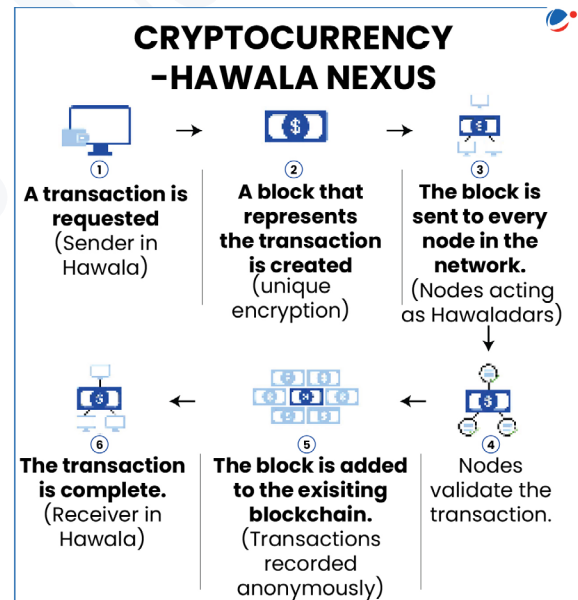 CRYPTOCURRENCY
-HAWALA NEXUS
1
A transaction is
requested
(Sender in
Hawala)
2
A block that
represents
the transaction
is created
(unique
encryption)
3
The block is
sent to every
node in the
network.
(Nodes acting
as Hawaladars)
4
Nodes
validate the
transaction.
5
The block is added
to the exisiting
blockchain.
(Transactions
recorded
anonymously)
6
The transaction
is complete.
(Receiver in
Hawala)